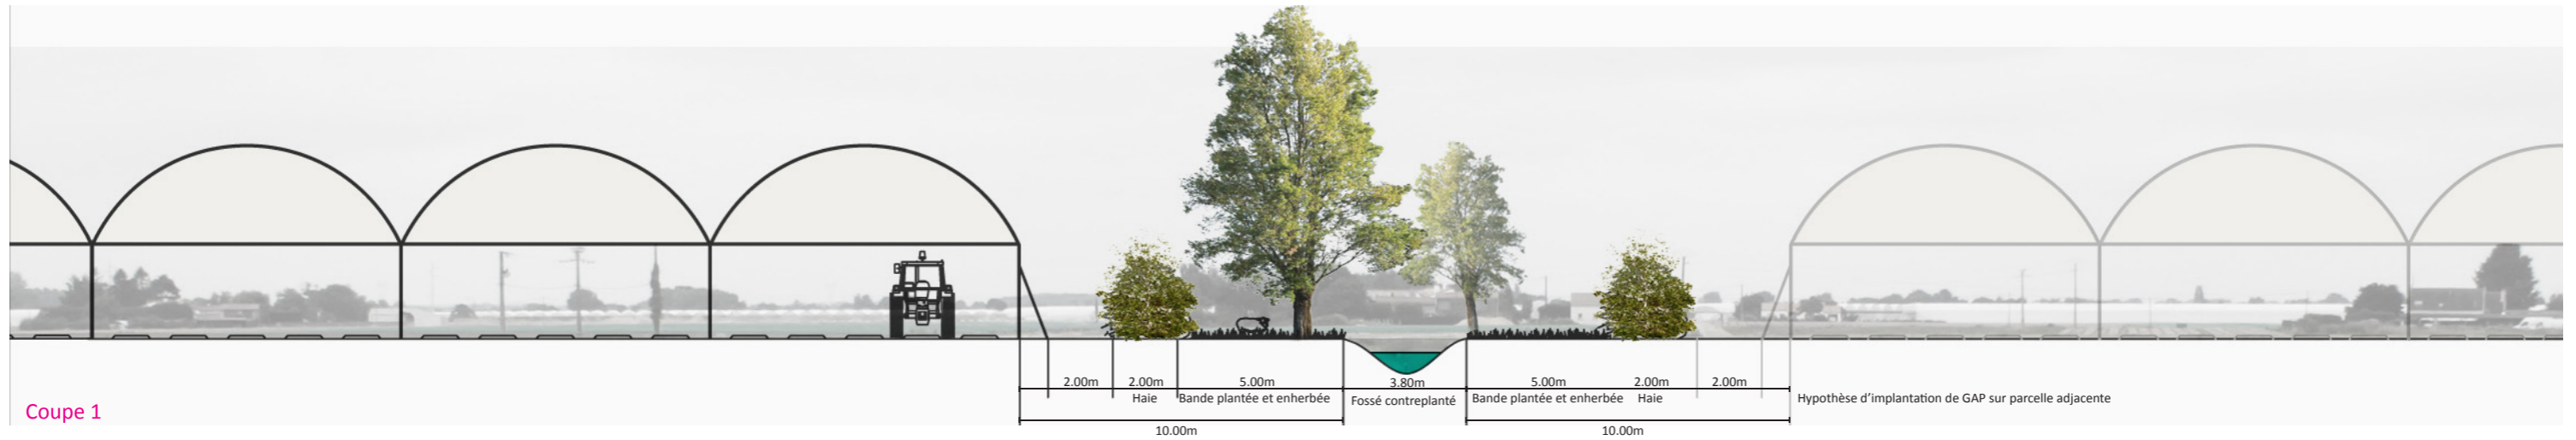 2.00m 2.00m 5.00m 3.80m 5.00m 2.00m 2.00m
Haie Bande plantée et enherbée Fossé contreplanté Bande plantée et enherbée Haie Hypothèse d'implantation de GAP sur parcelle adjacente
Coupe 1
10.00m 10.00m